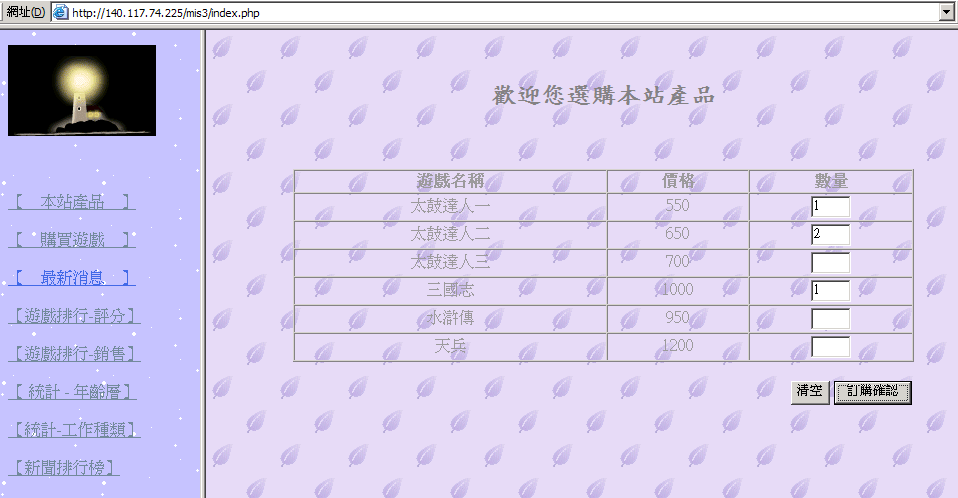 網址(D) http://140.117.74.225/mis3/index.php
【 本站產品 】
【 購買遊戲 】
【 最新消息 】
【遊戲排行-評分】
【遊戲排行-銷售】
【 統計 - 年齡層】
【統計-工作種類】
【新聞排行榜】
歡迎您選購本站產品
遊戲名稱 價格 數量
太鼓達人一 550 1
太鼓達人二 650 2
太鼓達人三 700
三國志 1000 1
水滸傳 950
天兵 1200
清空 訂購確認